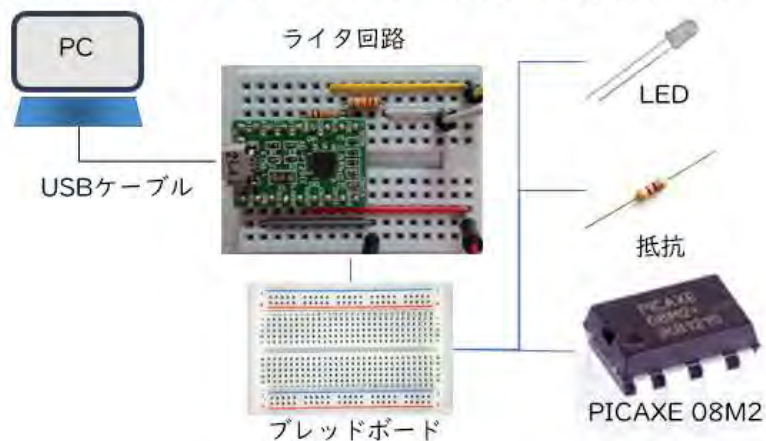 PC
ライタ回路
USBケーブル
LED
抵抗
PICAXE
08M2+
PICAXE 08M2
ブレッドボード